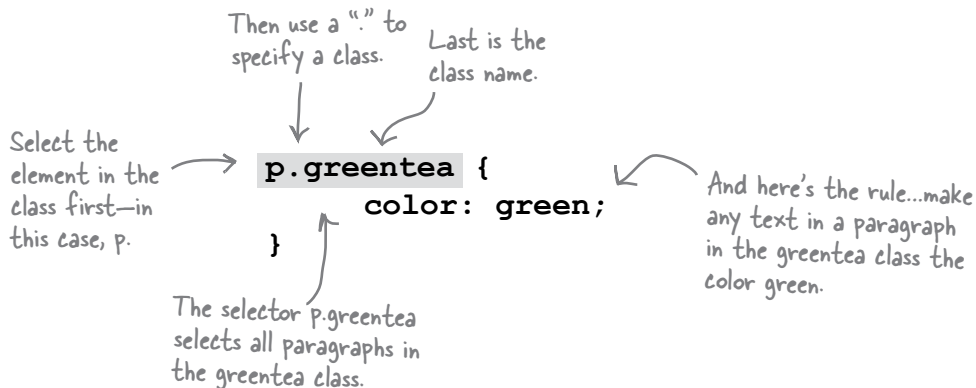 Then use a “.” to
specify a class.
Last is the
class name.
Select the
element in the
class first—in
this case, p.
p.greentea {
color: green;
}
And here's the rule...make
any text in a paragraph
in the greentea class the
color green.
The selector p.greentea
selects all paragraphs in
the greentea class.